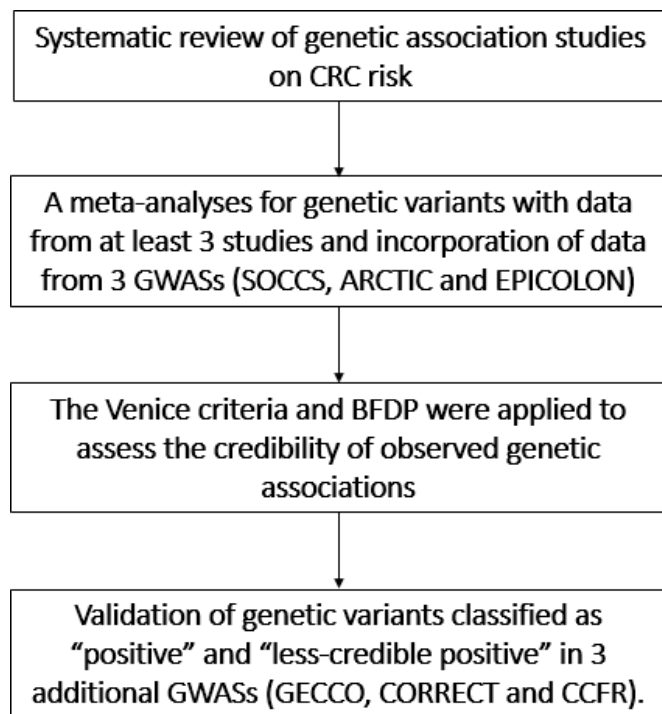 Systematic review of genetic association studies
on CRC risk
A meta-analyses for genetic variants with data
from at least 3 studies and incorporation of data
from 3 GWASs (SOCCS, ARCTIC and EPICOLON)
The Venice criteria and BFDP were applied to
assess the credibility of observed genetic
associations
Validation of genetic variants classified as
“positive” and “less-credible positive” in 3
additional GWASs (GECCO, CORRECT and CCFR).